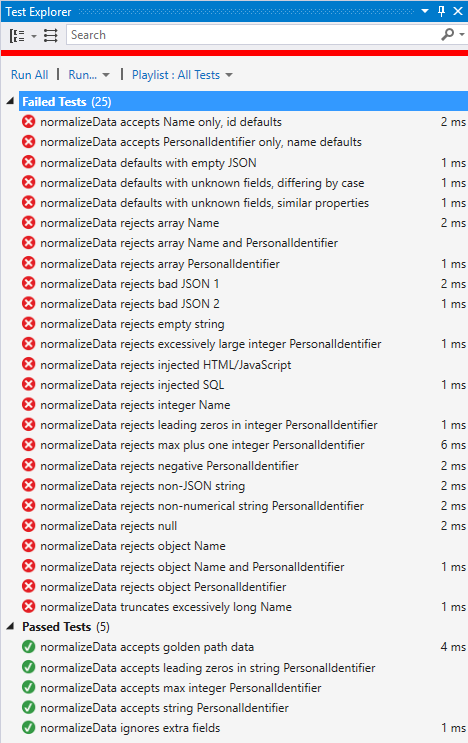 Test Explorer
Search
Run All | Run... | Playlist : All Tests
Failed Tests (25)
normalizeData accepts Name only, id defaults 2 ms
normalizeData accepts PersonalIdentifier only, name defaults
normalizeData defaults with empty JSON 1 ms
normalizeData defaults with unknown fields, differing by case 1 ms
normalizeData defaults with unknown fields, similar properties 1 ms
normalizeData rejects array Name 2 ms
normalizeData rejects array Name and PersonalIdentifier
normalizeData rejects array PersonalIdentifier 1 ms
normalizeData rejects bad JSON 1 2 ms
normalizeData rejects bad JSON 2 1 ms
normalizeData rejects empty string
normalizeData rejects excessively large integer PersonalIdentifier 1 ms
normalizeData rejects injected HTML/JavaScript
normalizeData rejects injected SQL 1 ms
normalizeData rejects integer Name
normalizeData rejects leading zeros in integer PersonalIdentifier 1 ms
normalizeData rejects max plus one integer PersonalIdentifier 6 ms
normalizeData rejects negative PersonalIdentifier 2 ms
normalizeData rejects non-JSON string 2 ms
normalizeData rejects non-numerical string PersonalIdentifier 2 ms
normalizeData rejects null 2 ms
normalizeData rejects object Name
normalizeData rejects object Name and PersonalIdentifier 1 ms
normalizeData rejects object PersonalIdentifier
normalizeData truncates excessively long Name 1 ms
Passed Tests (5)
normalizeData accepts golden path data 4 ms
normalizeData accepts leading zeros in string PersonalIdentifier
normalizeData accepts max integer PersonalIdentifier
normalizeData accepts string PersonalIdentifier
normalizeData ignores extra fields 1 ms